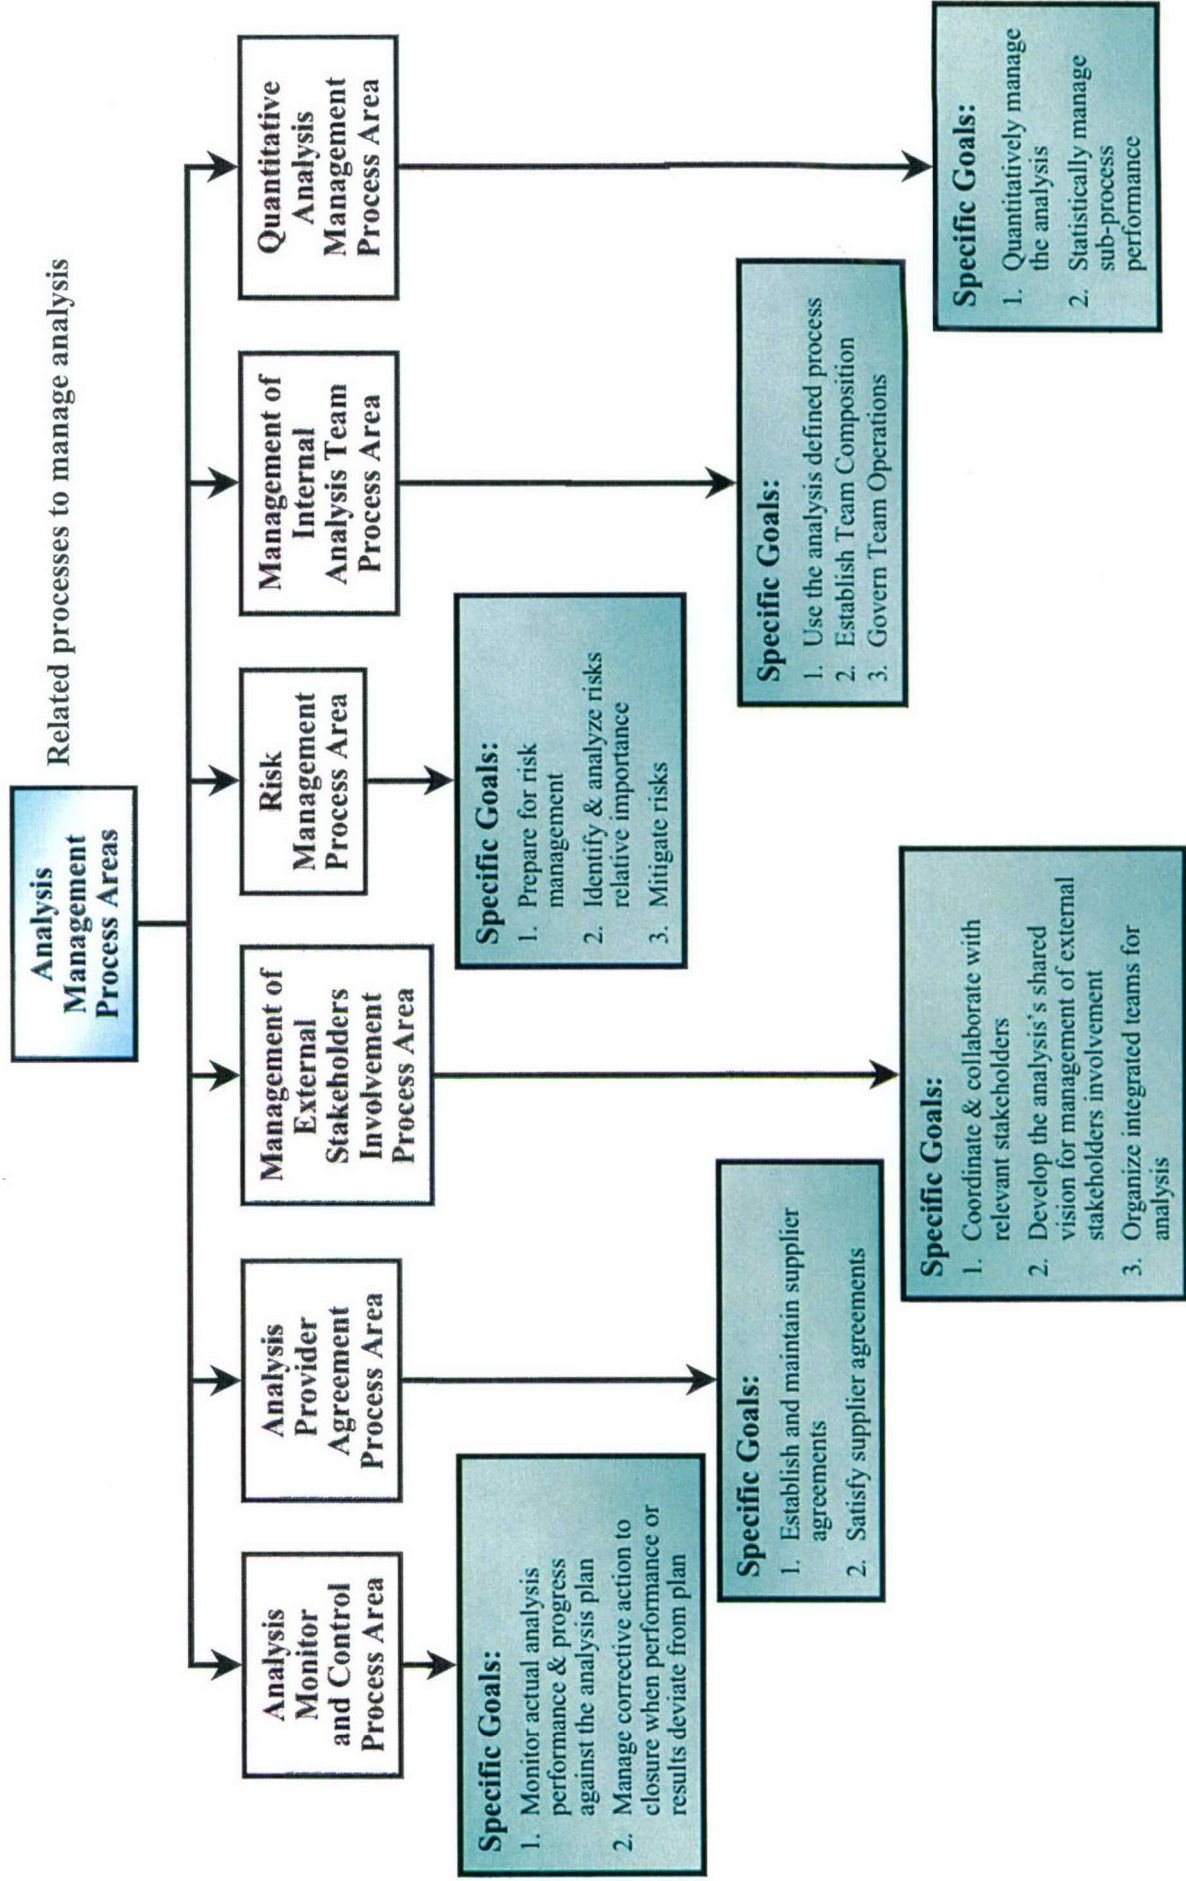 Analysis
Management
Process Areas
Related processes to manage analysis
Analysis
Monitor
and Control
Process Area
Analysis
Provider
Agreement
Process Area
Management of
External
Stakeholders
Involvement
Process Area
Risk
Management
Process Area
Management of
Internal
Analysis Team
Process Area
Quantitative
Analysis
Management
Process Area
Specific Goals:
1. Monitor actual analysis
performance & progress
against the analysis plan
2. Manage corrective action to
closure when performance or
results deviate from plan
Specific Goals:
1. Establish and maintain supplier
agreements
2. Satisfy supplier agreements
Specific Goals:
1. Coordinate & collaborate with
relevant stakeholders
2. Develop the analysis's shared
vision for management of external
stakeholders involvement
3. Organize integrated teams for
analysis
Specific Goals:
1. Prepare for risk
management
2. Identify & analyze risks
relative importance
3. Mitigate risks
Specific Goals:
1. Use the analysis defined process
2. Establish Team Composition
3. Govern Team Operations
Specific Goals:
1. Quantitatively manage
the analysis
2. Statistically manage
sub-process
performance